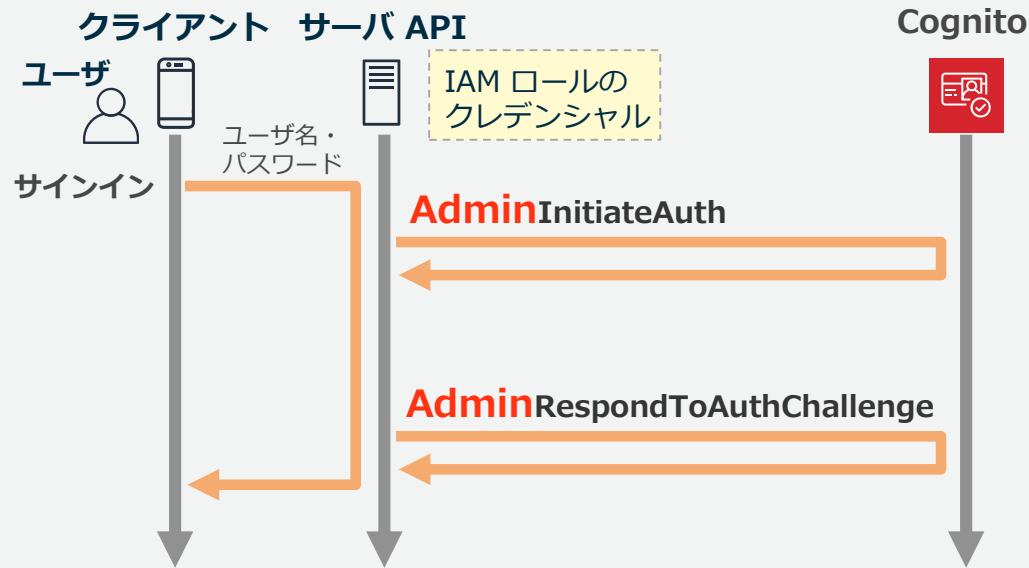 クライアント サーバ API
Cognito
ユーザ
IAM ロールの
クレデンシャル
ユーザ名・
パスワード
サインイン
AdminInitiateAuth
AdminRespondToAuthChallenge